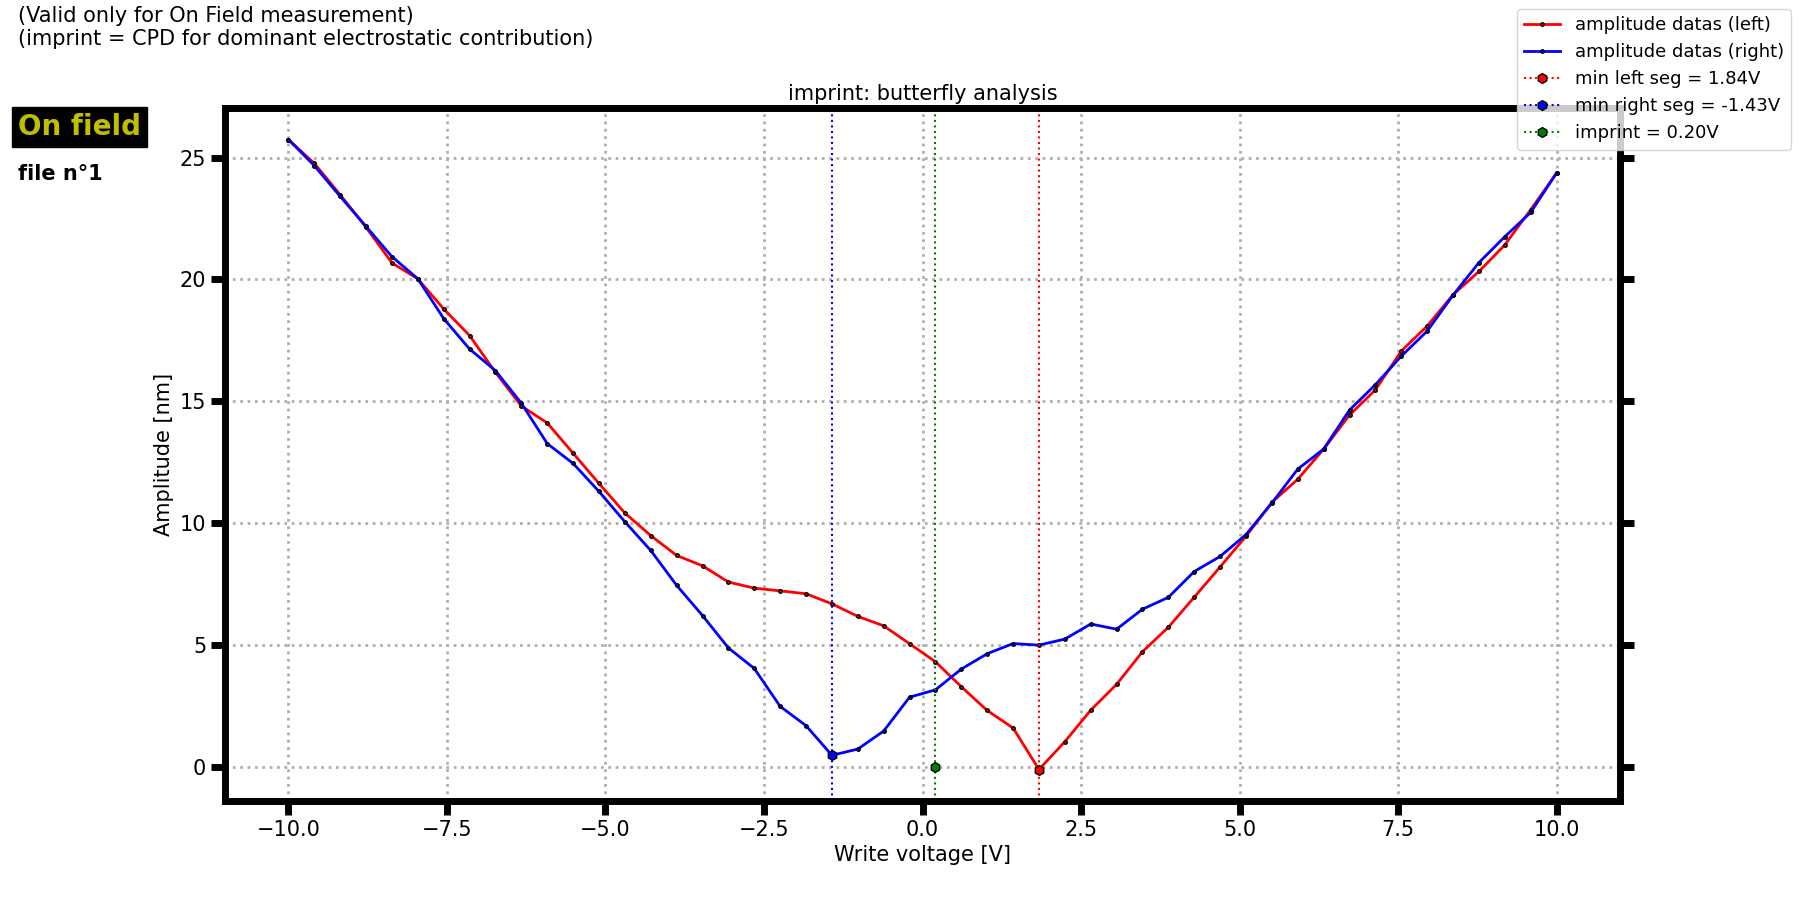 (Valid only for On Field measurement)
(imprint = CPD for dominant electrostatic contribution)
amplitude datas (left)
amplitude datas (right)
min left seg = 1.84V
min right seg = -1.43V
imprint = 0.20V
imprint: butterfly analysis
On field
file n°1
25
20
15
10
5
0
Amplitude [nm]
−10.0 −7.5 −5.0 −2.5 0.0 2.5 5.0 7.5 10.0
Write voltage [V]